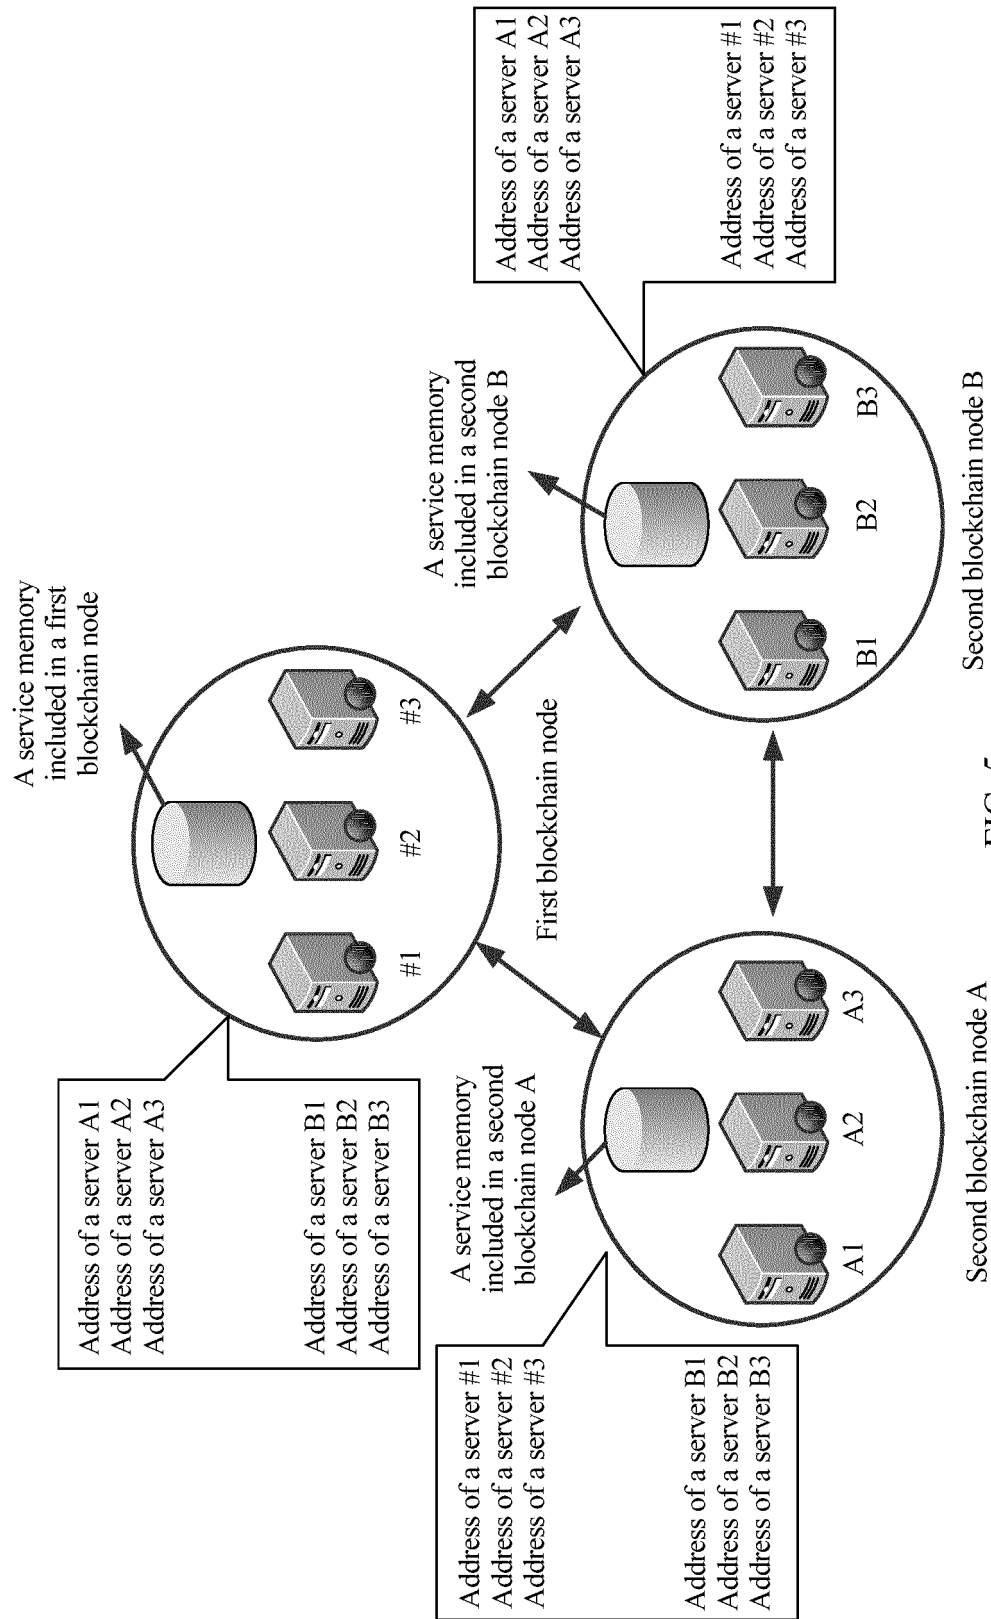 A service memory
included in a first
blockchain node
Address of a server A1
Address of a server A2
Address of a server A3
Address of a server B1
Address of a server B2
Address of a server B3
#1
#2
#3
First blockchain node
A service memory
included in a second
blockchain node A
Address of a server #1
Address of a server #2
Address of a server #3
Address of a server B1
Address of a server B2
Address of a server B3
A1
A2
A3
Second blockchain node A
A service memory
included in a second
blockchain node B
Address of a server A1
Address of a server A2
Address of a server A3
Address of a server #1
Address of a server #2
Address of a server #3
B1
B2
B3
Second blockchain node B
FIG. 5